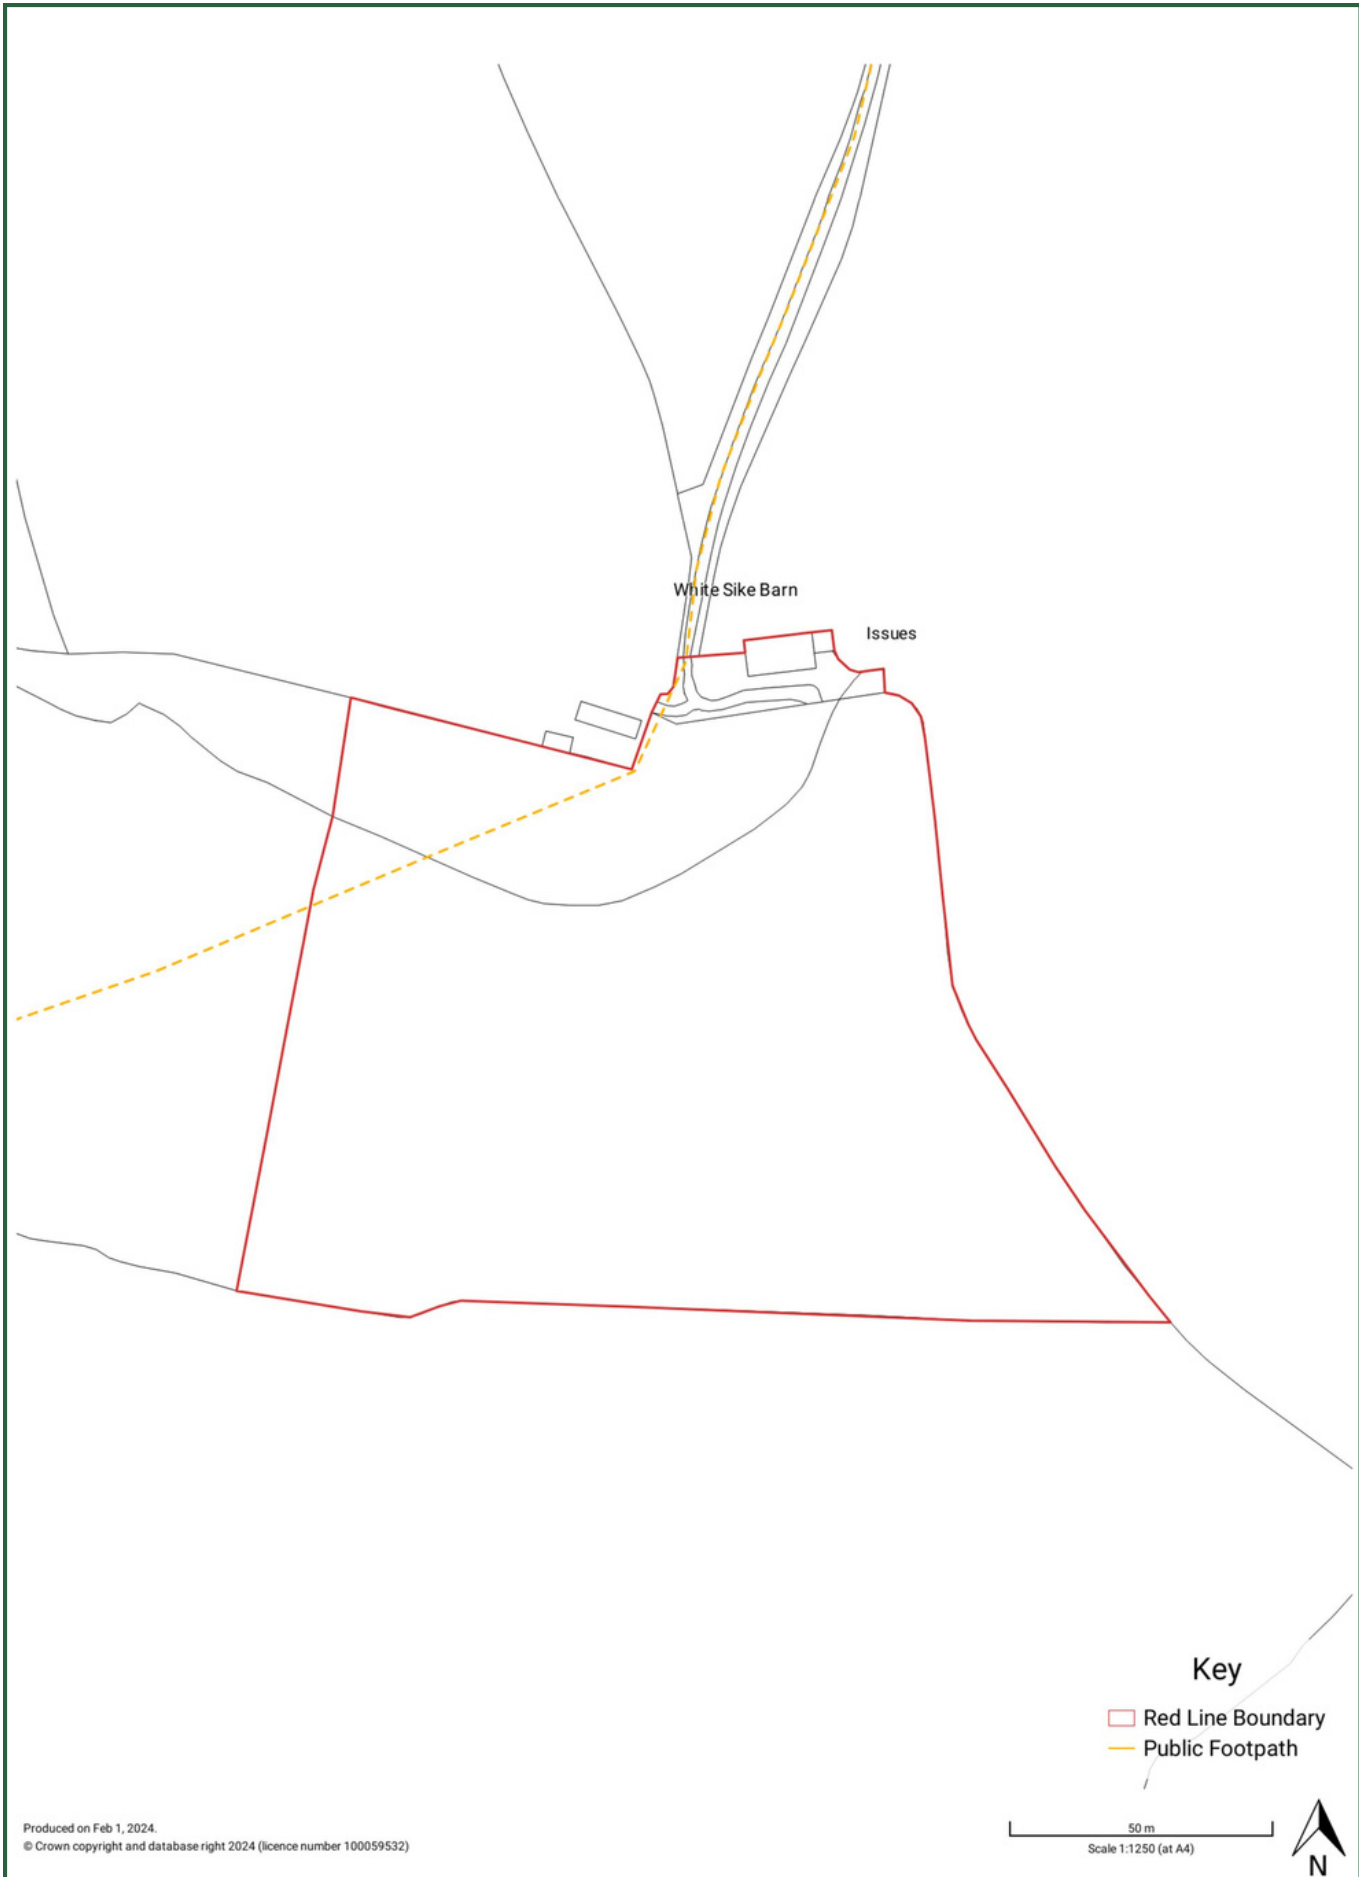 White Sike Barn
Issues
Key
Red Line Boundary
Public Footpath
Produced on Feb 1, 2024.
© Crown copyright and database right 2024 (licence number 100059532)
50 m
Scale 1:1250 (at A4)
N